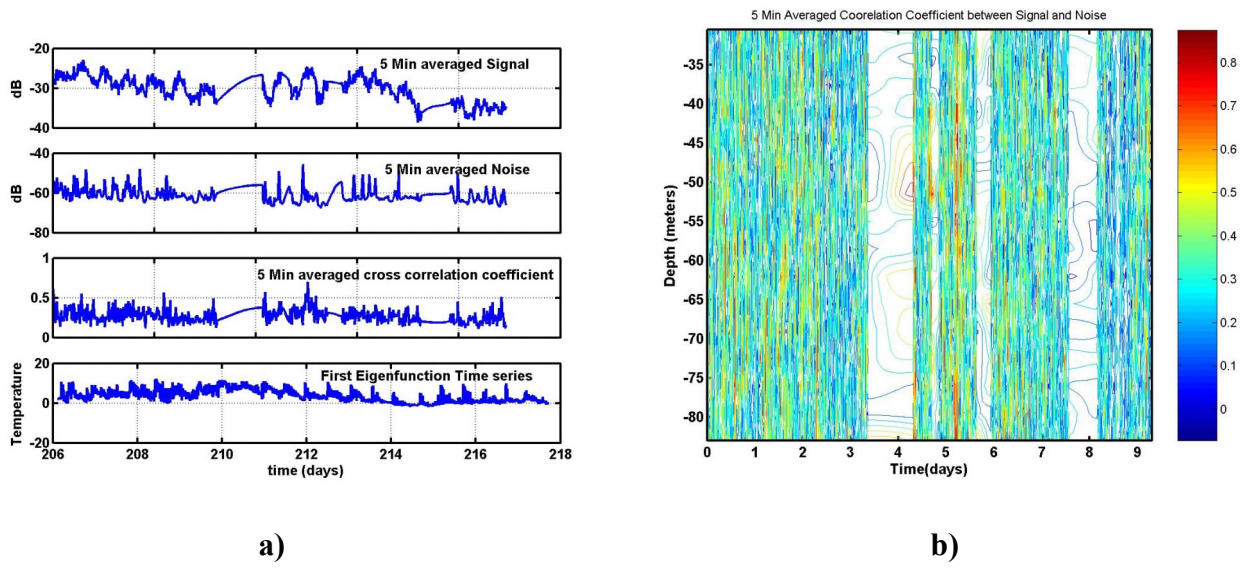 -20
-30
-40
dB
5 Min averaged Signal
-40
-60
-80
dB
5 Min averaged Noise
1
0.5
0
5 Min averaged cross correlation coefficient
20
0
-20
Temperature
First Eigenfunction Time series
206 208 210 212 214 216 218
time (days)
a)
5 Min Averaged Coorelation Coefficient between Signal and Noise
-35
-40
-45
-50
-55
-60
-65
-70
-75
-80
Depth (meters)
0 1 2 3 4 5 6 7 8 9
Time(days)
0.8
0.7
0.6
0.5
0.4
0.3
0.2
0.1
0
b)